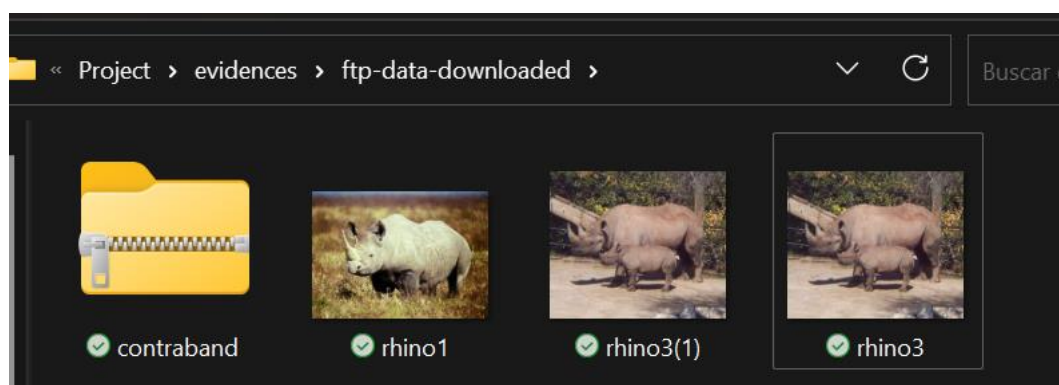 « Project > evidences > ftp-data-downloaded > Buscar
contraband rhino1 rhino3(1) rhino3